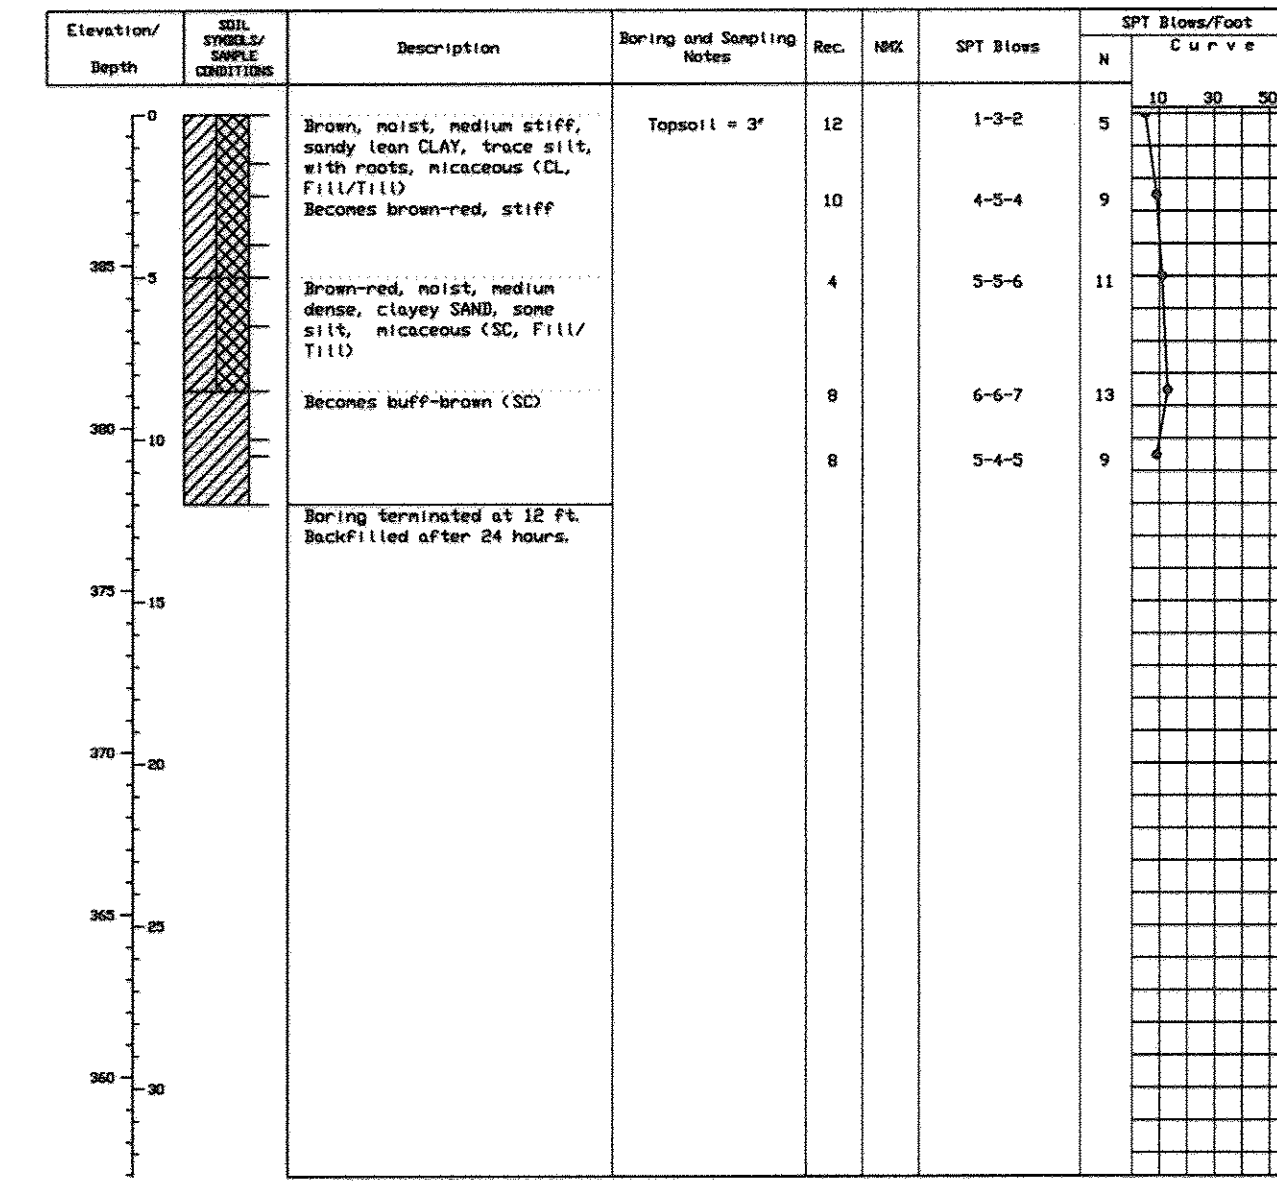 Elevation/
Depth
SOIL
SYMBOLS/
SAMPLE
CONDITIONS
Description
Boring and Sampling
Notes
Rec.
NM%
SPT Blows
SPT Blows/Foot
N
Curve
10 30 50
0
Brown, moist, medium stiff,
sandy lean CLAY, trace silt,
with roots, micaceous (CL,
Fill/Till)
Topsoil = 3"
12
1-3-2
5
Becomes brown-red, stiff
10
4-5-4
9
385
5
Brown-red, moist, medium
dense, clayey SAND, some
silt, micaceous (SC, Fill/
Till)
4
5-5-6
11
Becomes buff-brown (SC)
8
6-6-7
13
380
10
8
5-4-5
9
Boring terminated at 12 ft.
Backfilled after 24 hours.
375
15
370
20
365
25
360
30